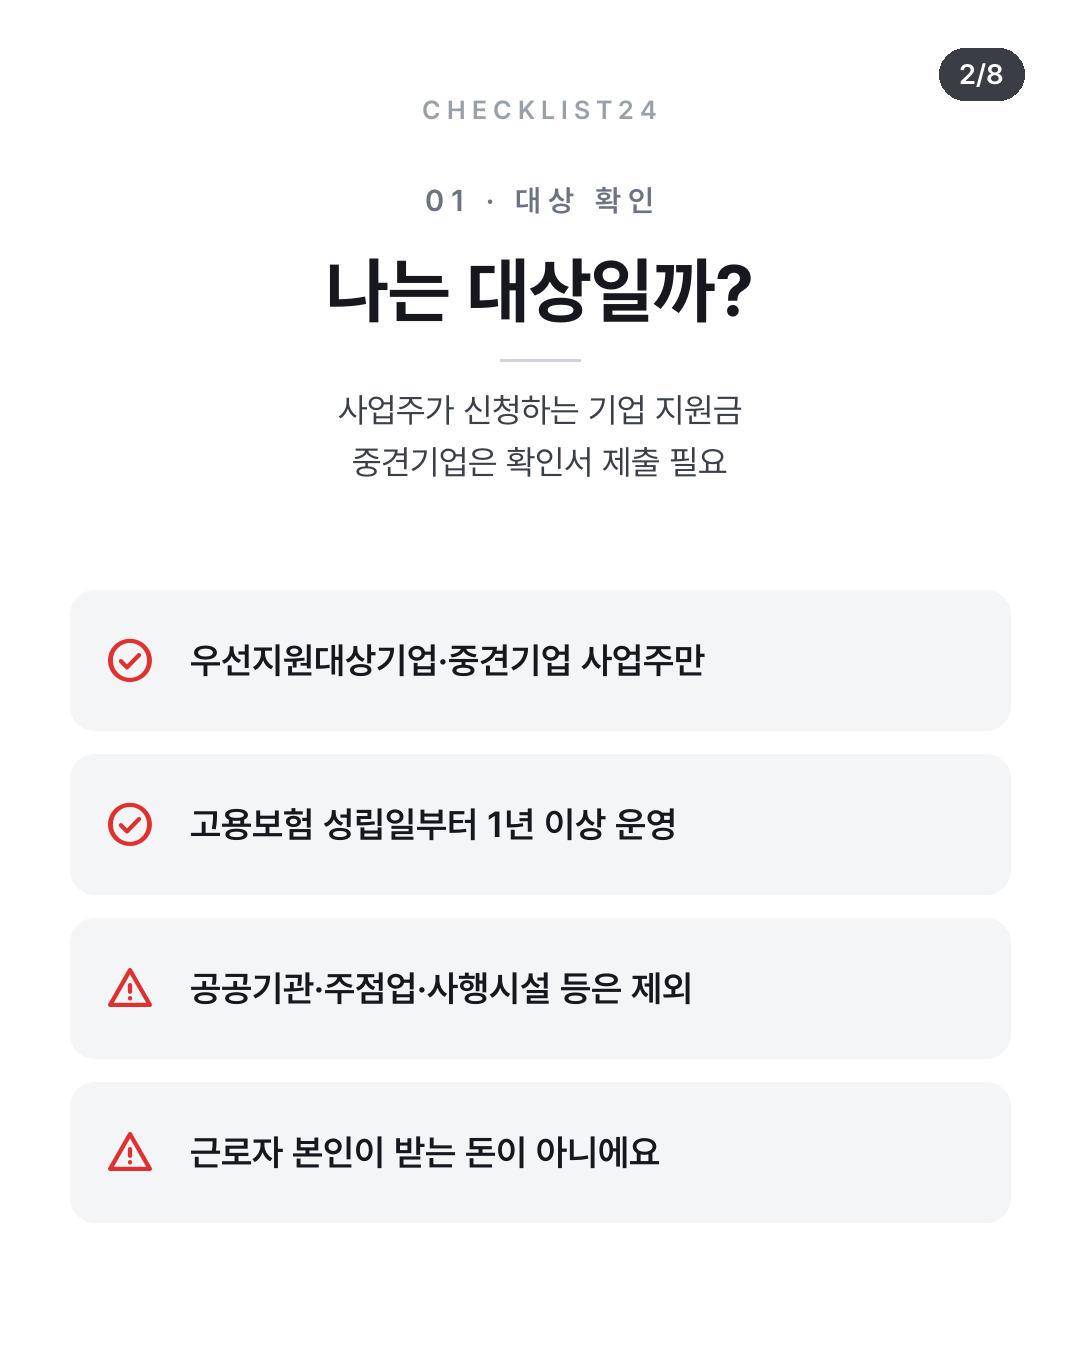 2/8
CHECKLIST24
01 · 대상 확인
나는 대상일까?
사업주가 신청하는 기업 지원금
중견기업은 확인서 제출 필요
우선지원대상기업·중견기업 사업주만
고용보험 성립일부터 1년 이상 운영
공공기관·주점업·사행시설 등은 제외
근로자 본인이 받는 돈이 아니에요